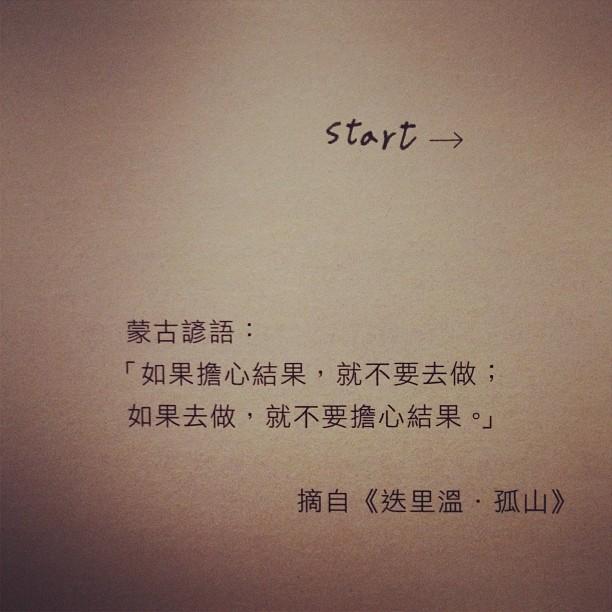 start →
蒙古諺語：
「如果擔心結果，就不要去做；
如果去做，就不要擔心結果。」
摘自《迭里溫．孤山》